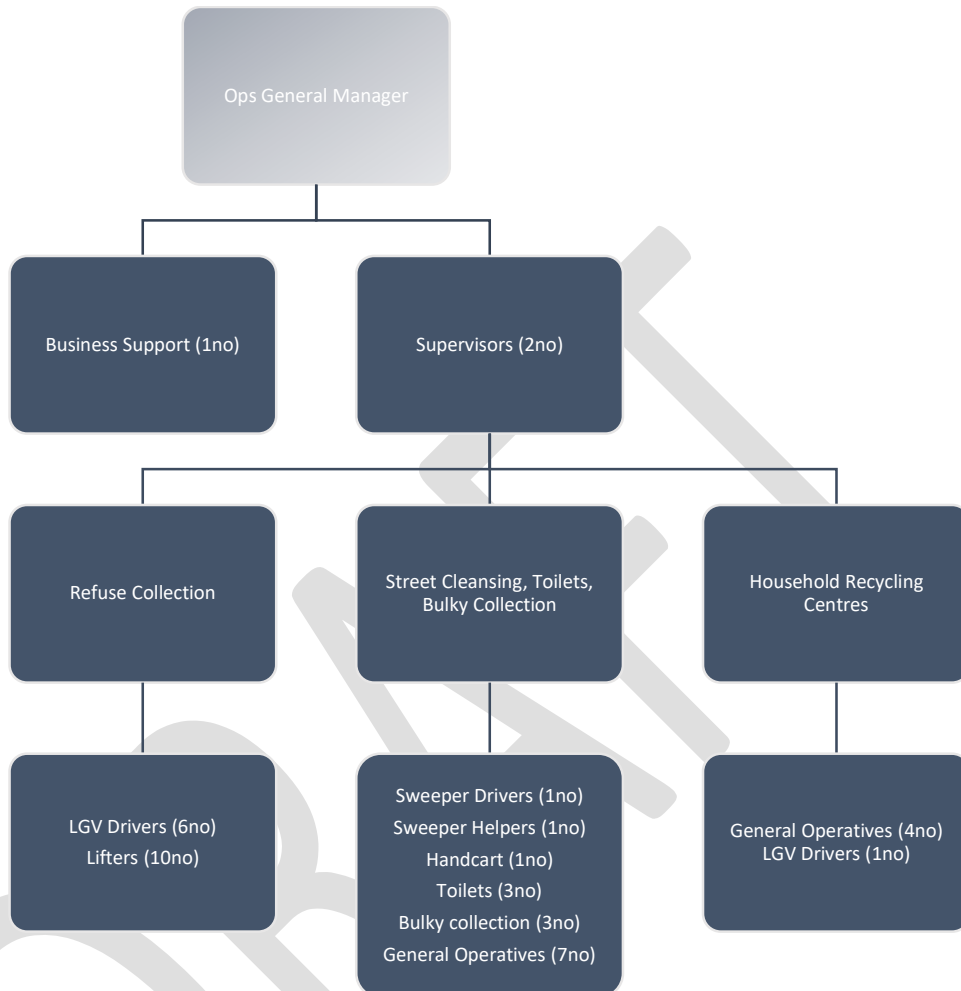 Ops General Manager
Business Support (1no)
Supervisors (2no)
Refuse Collection
Street Cleansing, Toilets,
Bulky Collection
Household Recycling
Centres
LGV Drivers (6no)
Lifters (10no)
Sweeper Drivers (1no)
Sweeper Helpers (1no)
Handcart (1no)
Toilets (3no)
Bulky collection (3no)
General Operatives (7no)
General Operatives (4no)
LGV Drivers (1no)
DRAFT